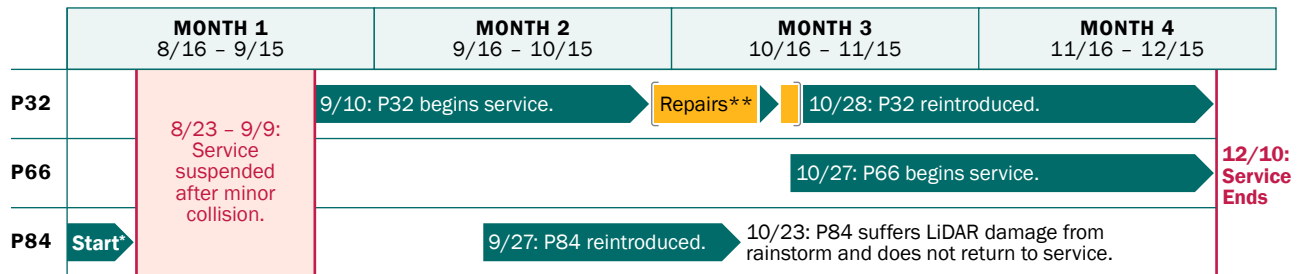 MONTH 1
8/16 – 9/15
MONTH 2
9/16 – 10/15
MONTH 3
10/16 – 11/15
MONTH 4
11/16 – 12/15
P32
9/10: P32 begins service.
Repairs**
10/28: P32 reintroduced.
8/23 – 9/9:
Service
suspended
after minor
collision.
P66
10/27: P66 begins service.
12/10:
Service
Ends
P84
Start*
9/27: P84 reintroduced.
10/23: P84 suffers LiDAR damage from
rainstorm and does not return to service.